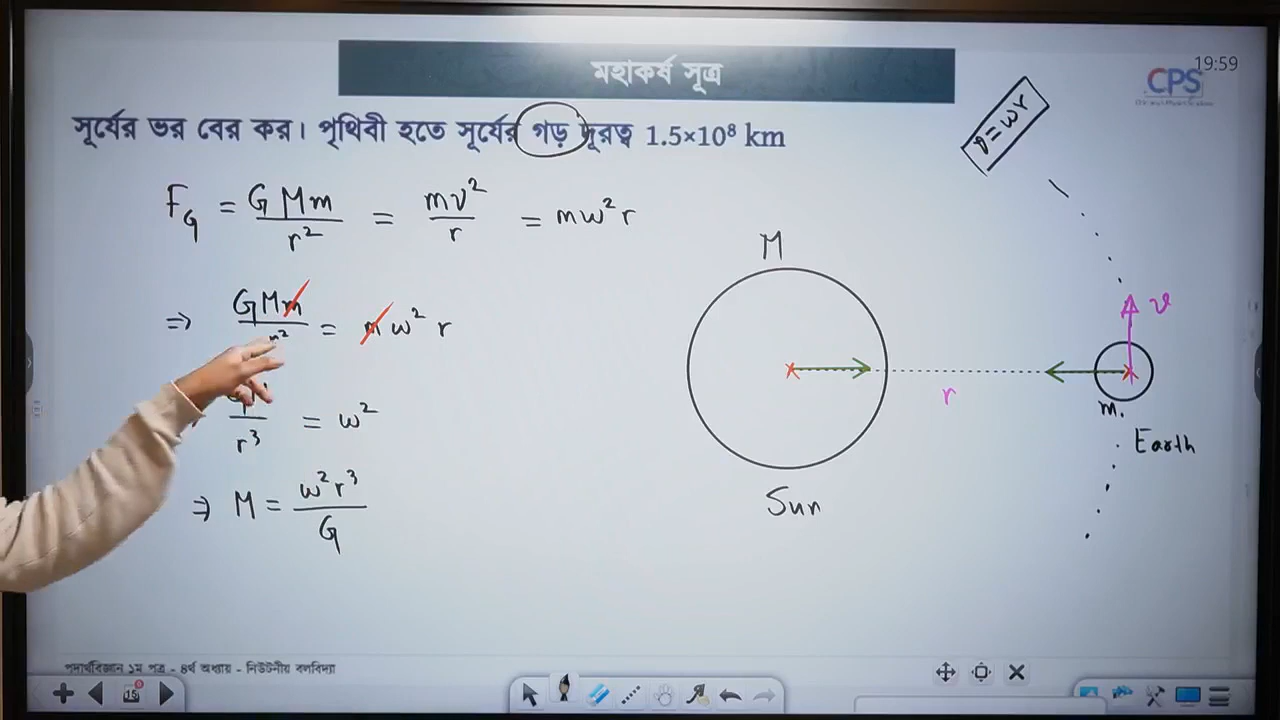 মহাকর্ষ সূত্র
CPS
19:59
সূর্যের ভর বের কর। পৃথিবী হতে সূর্যের গড় দূরত্ব 1.5×10⁸ km
v = ωr
F_G = GMm/r² = mv²/r = mω²r
⇒ GMm/r² = mω²r
/r³ = ω²
⇒ M = ω²r³/G
M
v
r
m.
Earth
Sun
পদার্থবিজ্ঞান ১ম পত্র - ৪র্থ অধ্যায় - নিউটনীয় বলবিদ্যা
15